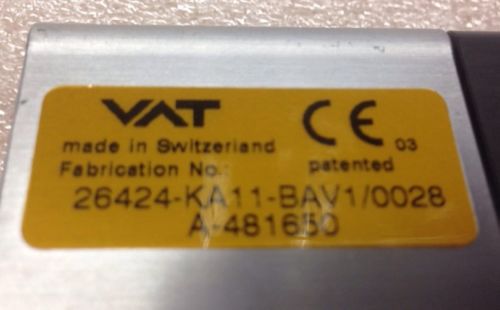 VAT CE 03
made in Switzerland
Fabrication No.: patented
26424-KA11-BAV1/0028
A-481650